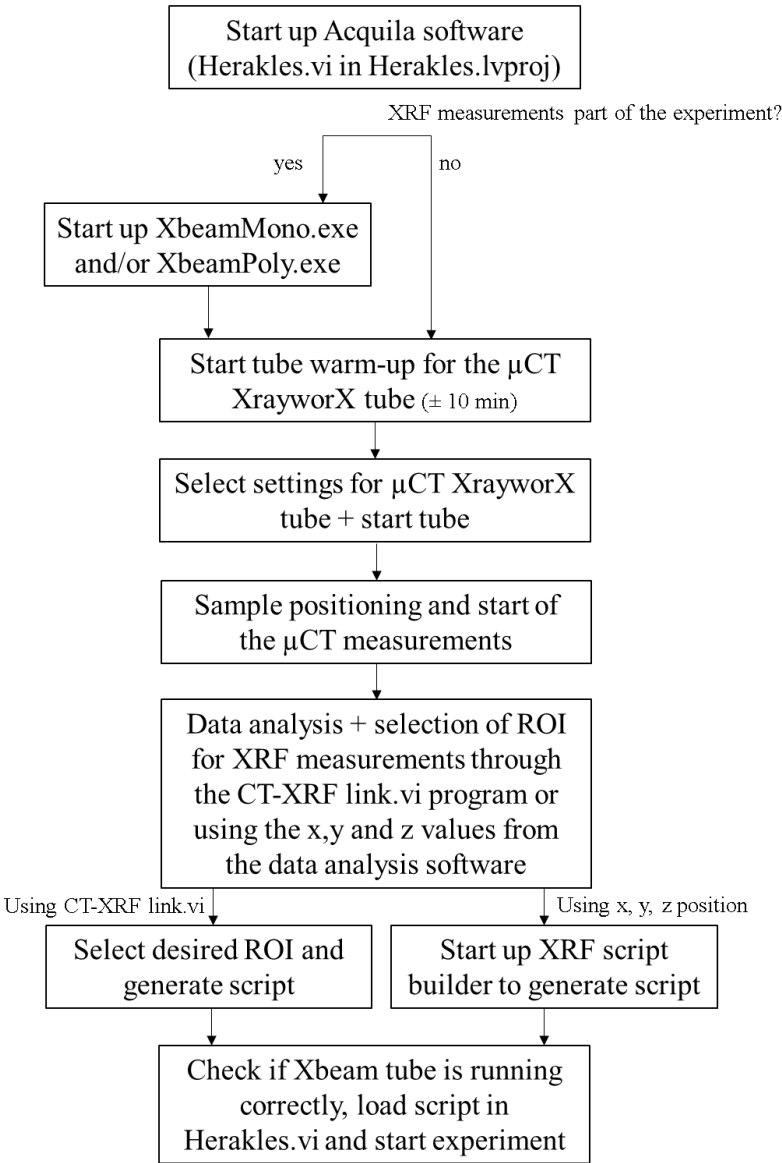 Start up Acquila software
(Herakles.vi in Herakles.lvproj)
XRF measurements part of the experiment?
yes
no
Start up XbeamMono.exe
and/or XbeamPoly.exe
Start tube warm-up for the µCT
XrayworX tube (± 10 min)
Select settings for µCT XrayworX
tube + start tube
Sample positioning and start of
the µCT measurements
Data analysis + selection of ROI
for XRF measurements through
the CT-XRF link.vi program or
using the x,y and z values from
the data analysis software
Using CT-XRF link.vi
Using x, y, z position
Select desired ROI and
generate script
Start up XRF script
builder to generate script
Check if Xbeam tube is running
correctly, load script in
Herakles.vi and start experiment